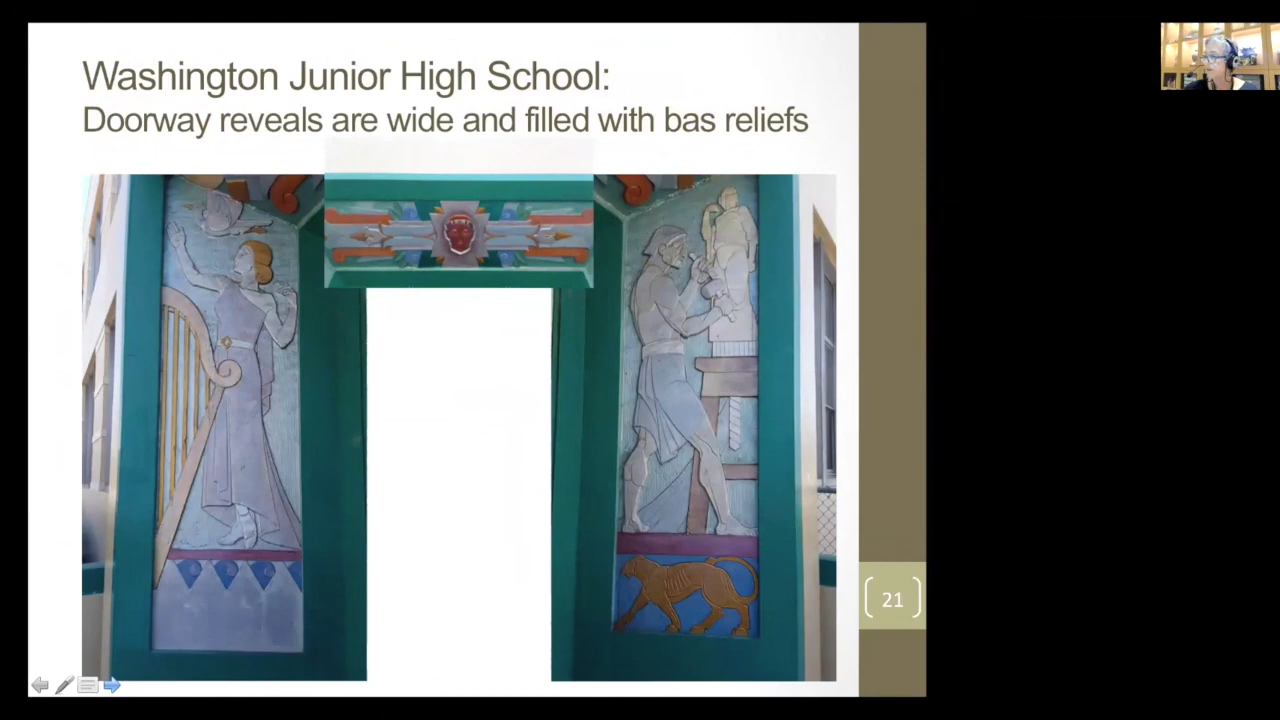 Washington Junior High School:
Doorway reveals are wide and filled with bas reliefs
21